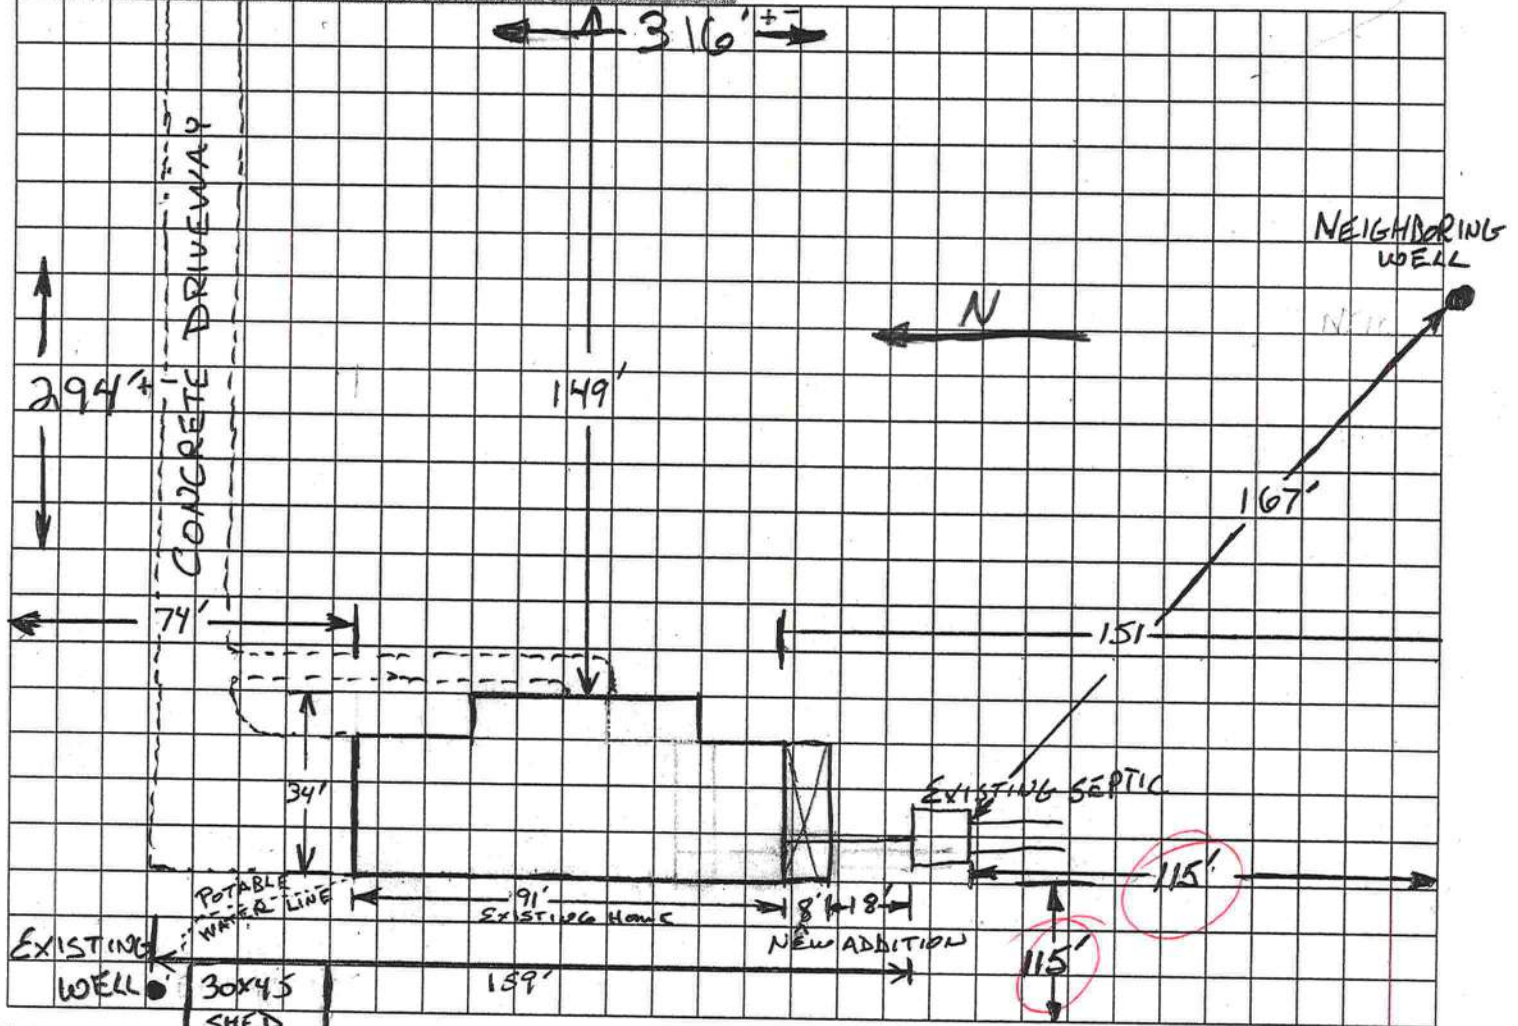 316'+-
CONCRETE DRIVEWAY
NEIGHBORING
WELL
N
294'+
149'
167'
74'
151'
34'
EXISTING SEPTIC
115'
POTABLE
WATER LINE
91'
EXISTING HOME
8'
18'
NEW ADDITION
115'
EXISTING
WELL
30x45
SHED
159'